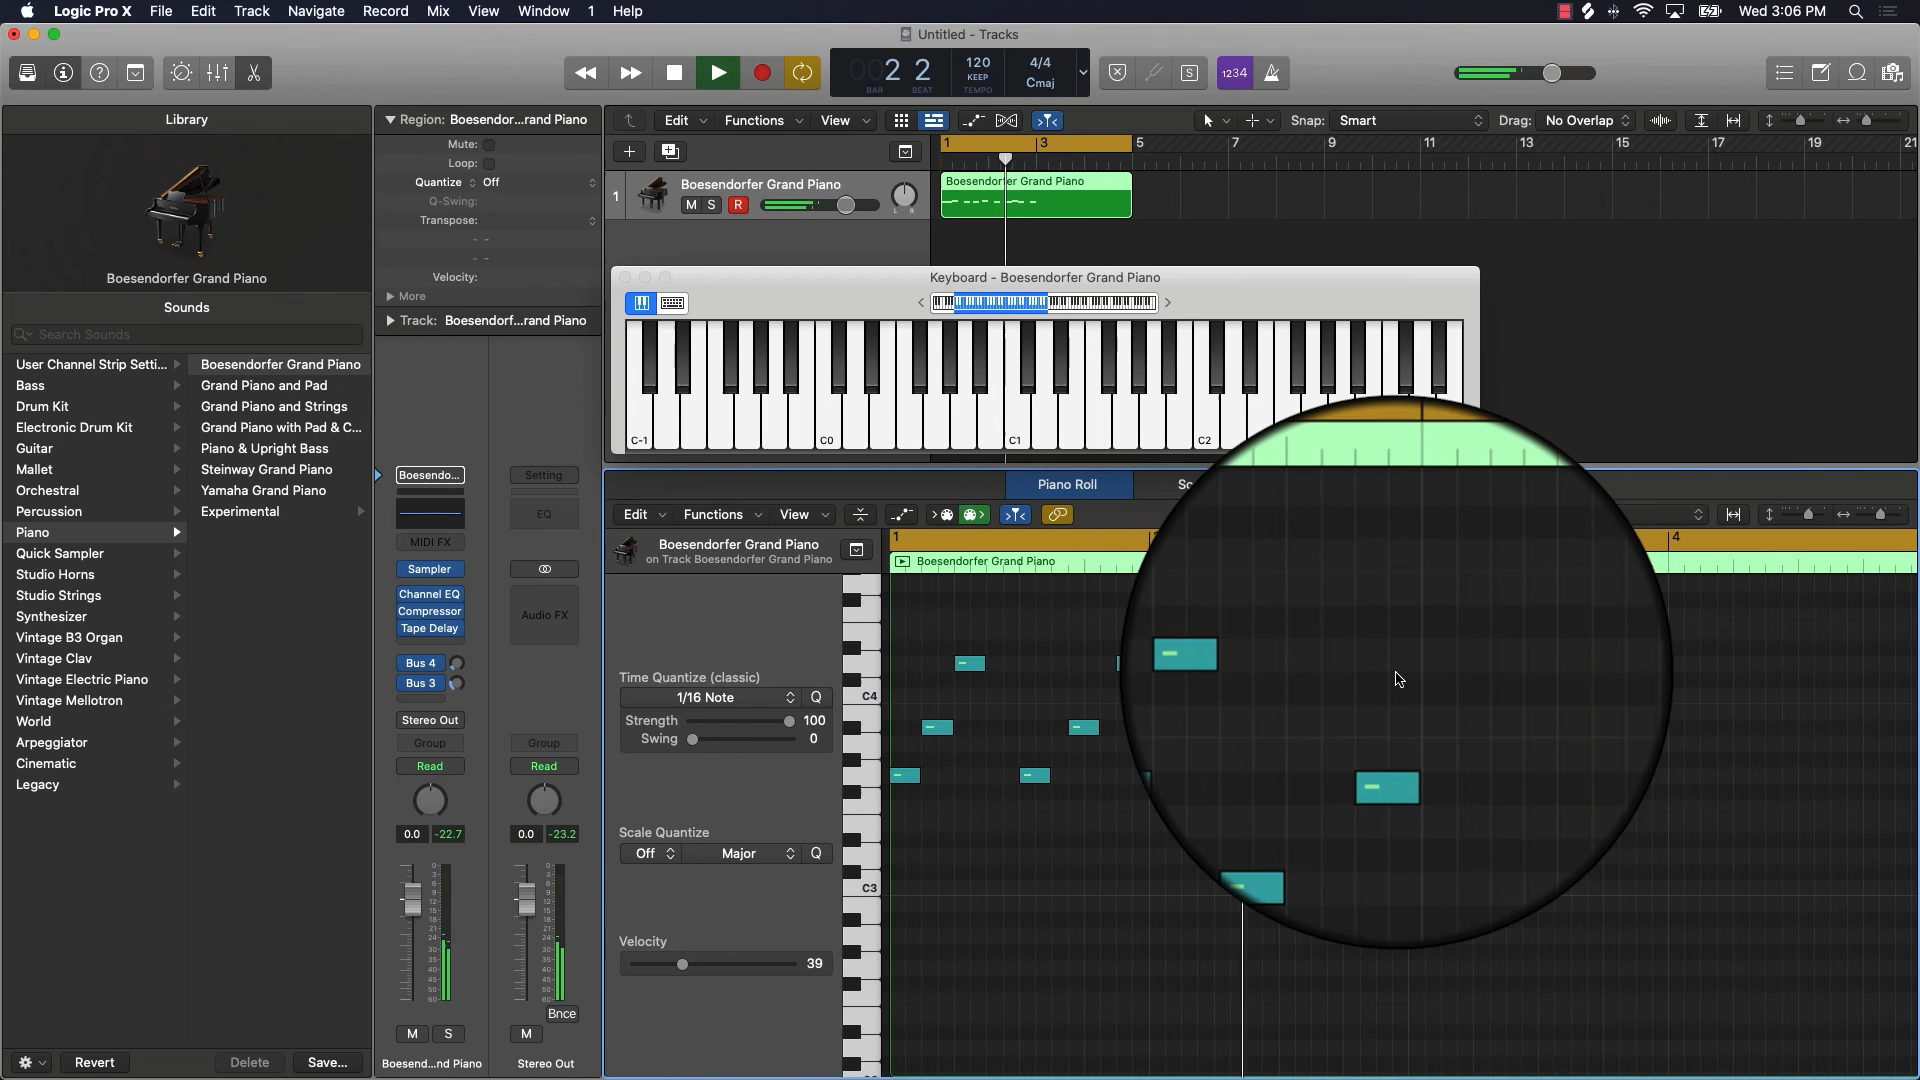 Logic Pro X File Edit Track Navigate Record Mix View Window 1 Help Wed 3:06 PM
Untitled - Tracks
2 2 120 4/4
KEEP
BAR BEAT TEMPO Cmaj
S 1234
Library
Boesendorfer Grand Piano
Sounds
Search Sounds
User Channel Strip Setti...
Bass
Drum Kit
Electronic Drum Kit
Guitar
Mallet
Orchestral
Percussion
Piano
Quick Sampler
Studio Horns
Studio Strings
Synthesizer
Vintage B3 Organ
Vintage Clav
Vintage Electric Piano
Vintage Mellotron
World
Arpeggiator
Cinematic
Legacy
Boesendorfer Grand Piano
Grand Piano and Pad
Grand Piano and Strings
Grand Piano with Pad & C...
Piano & Upright Bass
Steinway Grand Piano
Yamaha Grand Piano
Experimental
Revert Delete Save...
Region: Boesendor...rand Piano
Mute:
Loop:
Quantize Off
Q-Swing:
Transpose:
Velocity:
More
Track: Boesendorf...rand Piano
Boesendo... Setting
EQ
MIDI FX
Sampler
Channel EQ
Compressor Audio FX
Tape Delay
Bus 4
Bus 3
Stereo Out
Group Group
Read Read
0.0 -22.7 0.0 -23.2
Bnce
M S M
Boesend...nd Piano Stereo Out
Edit Functions View Snap: Smart Drag: No Overlap
1 3 5 7 9 11 13 15 17 19 21
1 Boesendorfer Grand Piano
M S R
L R
Boesendorfer Grand Piano
Keyboard - Boesendorfer Grand Piano
C-1 C0 C1 C2
Piano Roll
Edit Functions View
1 4
Boesendorfer Grand Piano
on Track Boesendorfer Grand Piano
Boesendorfer Grand Piano
Time Quantize (classic)
1/16 Note Q
Strength 100
Swing 0
Scale Quantize
Off Major Q
Velocity
39
C4
C3